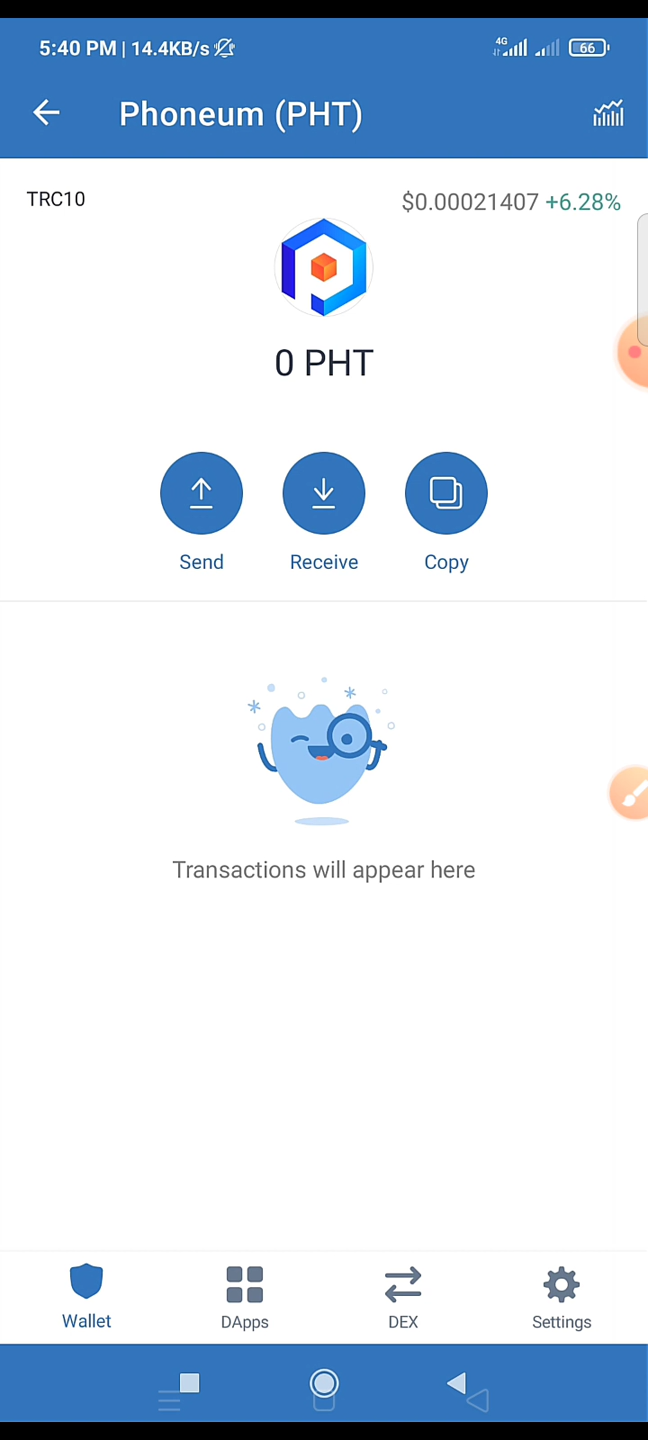 5:40 PM | 14.4KB/s 4G 66
Phoneum (PHT)
TRC10 $0.00021407 +6.28%
0 PHT
Send Receive Copy
Transactions will appear here
Wallet DApps DEX Settings